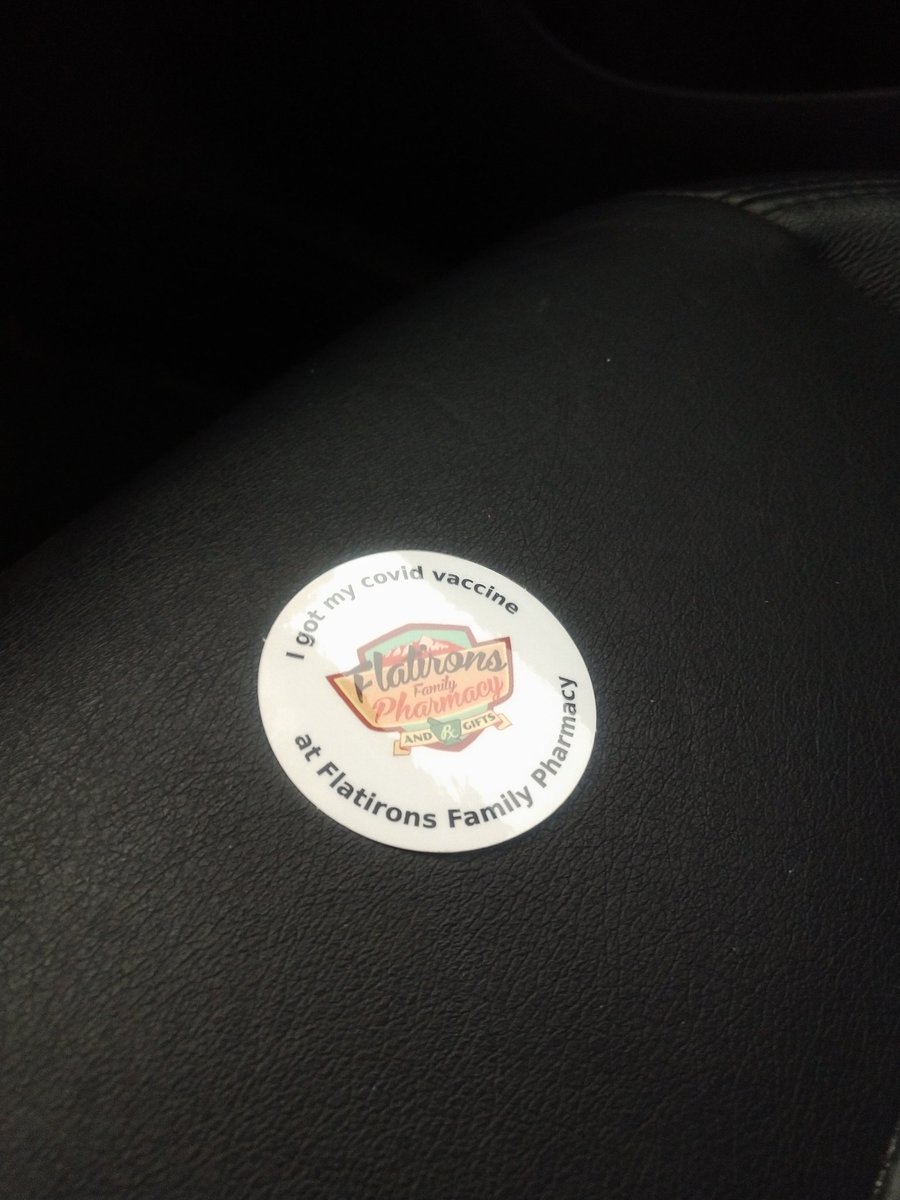 I got my covid vaccine
Flatirons
Family
Pharmacy
AND Rx GIFTS
at Flatirons Family Pharmacy